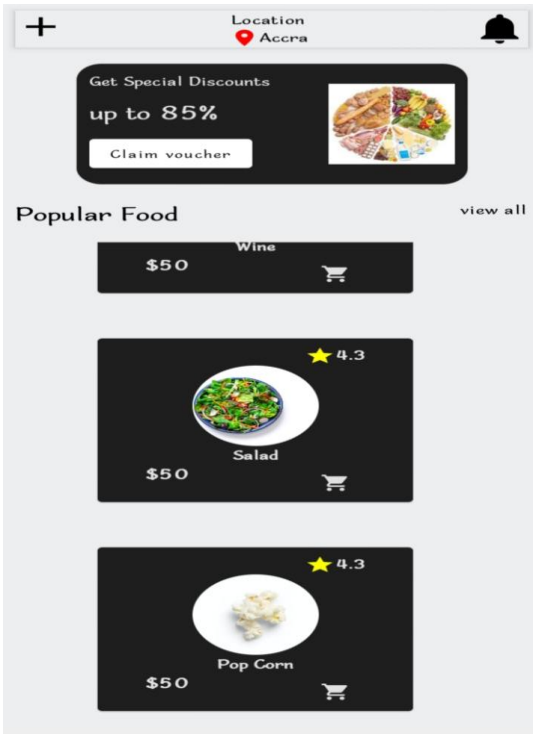 Location
Accra
Get Special Discounts
up to 85%
Claim voucher
Popular Food
view all
Wine
$50
4.3
Salad
$50
4.3
Pop Corn
$50